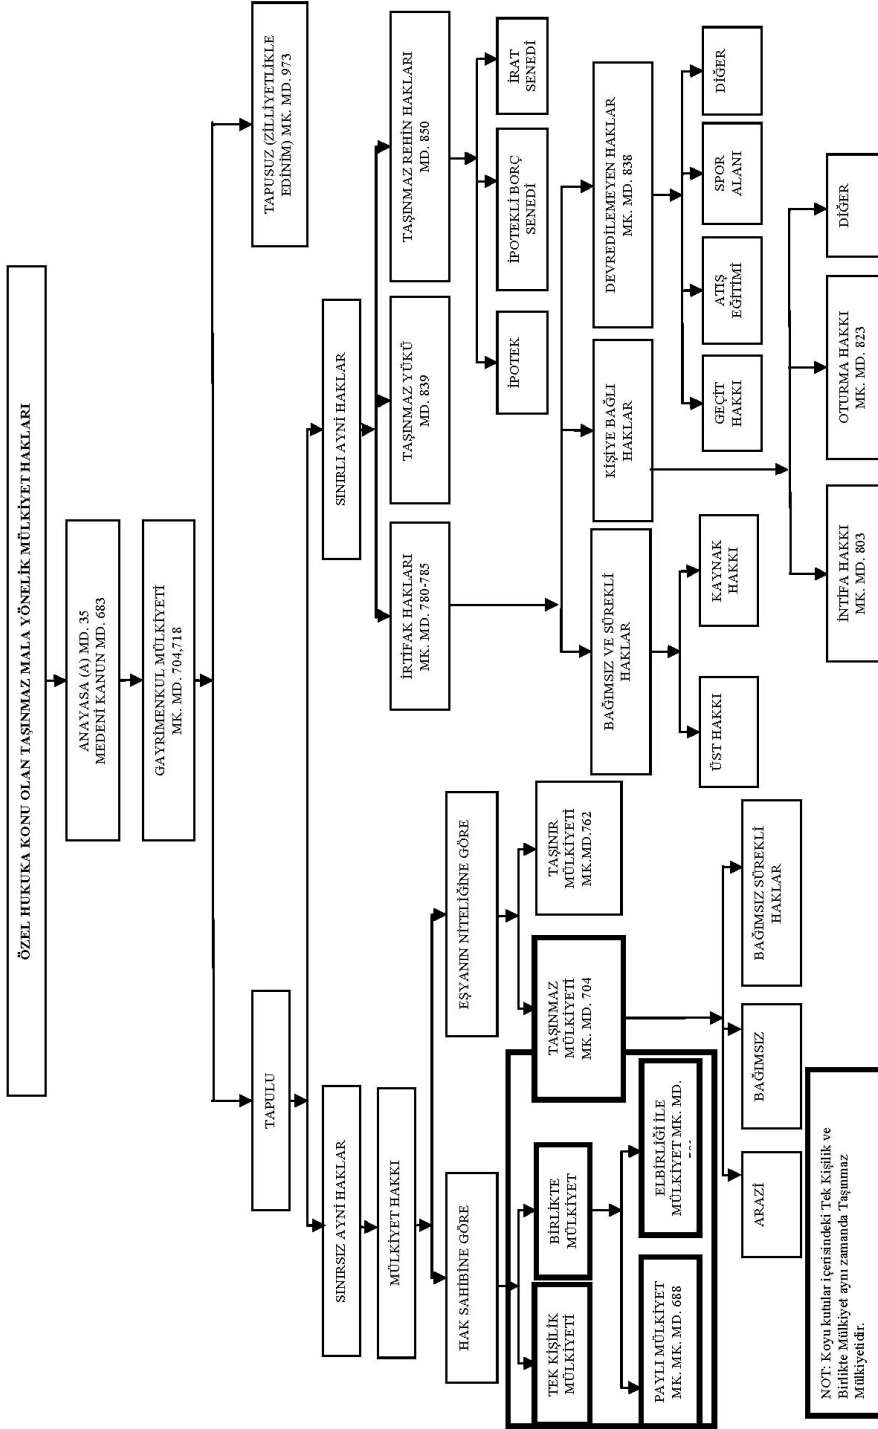 ÖZEL HUKUKA KONU OLAN TAŞINMAZ MALA YÖNELİK MÜLKİYET HAKLARI
ANAYASA (A) MD. 35
MEDENİ KANUN MD. 683
GAYRİMENKUL MÜLKİYETİ
MK. MD. 704,718
TAPULU
TAPUSUZ (ZİLLİYETLİKLE
EDİNİM) MK. MD. 973
SINIRSIZ AYNİ HAKLAR
SINIRLI AYNİ HAKLAR
MÜLKİYET HAKKI
İRTİFAK HAKLARI
MK. MD. 780-785
TAŞINMAZ YÜKÜ
MD. 839
TAŞINMAZ REHİN HAKLARI
MD. 850
HAK SAHİBİNE GÖRE
EŞYANIN NİTELİĞİNE GÖRE
İPOTEK
İPOTEKLİ BORÇ
SENEDİ
İRAT
SENEDİ
TEK KİŞİLİK
MÜLKİYETİ
BİRLİKTE
MÜLKİYET
TAŞINMAZ
MÜLKİYETİ
MK. MD. 704
TAŞINIR
MÜLKİYETİ
MK.MD.762
BAĞIMSIZ VE SÜREKLİ
HAKLAR
KİŞİYE BAĞLI
HAKLAR
DEVREDİLEMEYEN HAKLAR
MK. MD. 838
PAYLI MÜLKİYET
MK. MK. MD. 688
ELBİRLİĞİ İLE
MÜLKİYET MK. MD.
ÜST HAKKI
KAYNAK
HAKKI
GEÇİT
HAKKI
ATIŞ
EĞİTİMİ
SPOR
ALANI
DİĞER
ARAZİ
BAĞIMSIZ
BAĞIMSIZ SÜREKLİ
HAKLAR
İNTİFA HAKKI
MK. MD. 803
OTURMA HAKKI
MK. MD. 823
DİĞER
NOT: Koyu kutular içerisindeki Tek Kişilik ve
Birlikte Mülkiyet aynı zamanda Taşınmaz
Mülkiyetidir.